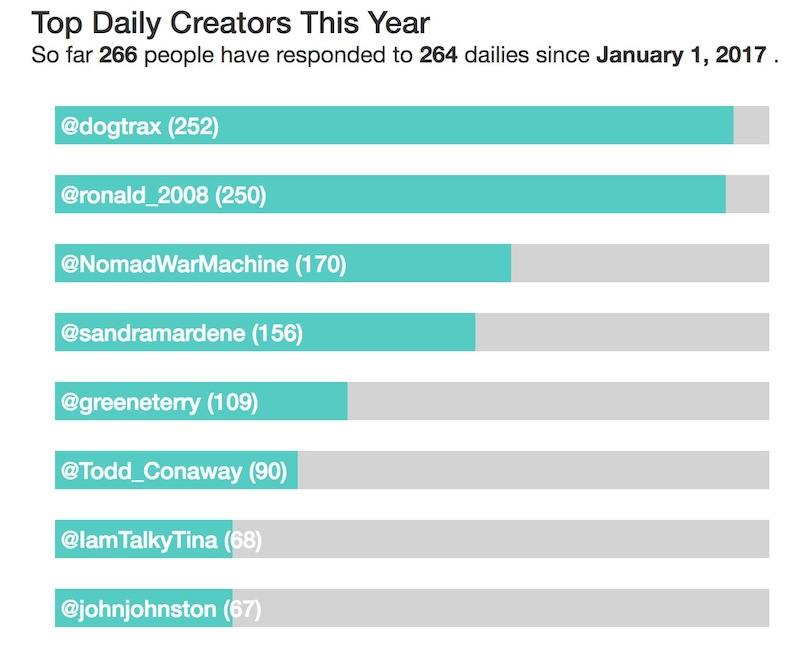 Top Daily Creators This Year
So far 266 people have responded to 264 dailies since January 1, 2017 .
@dogtrax (252)
@ronald_2008 (250)
@NomadWarMachine (170)
@sandramardene (156)
@greeneterry (109)
@Todd_Conaway (90)
@IamTalkyTina (68)
@johnjohnston (67)